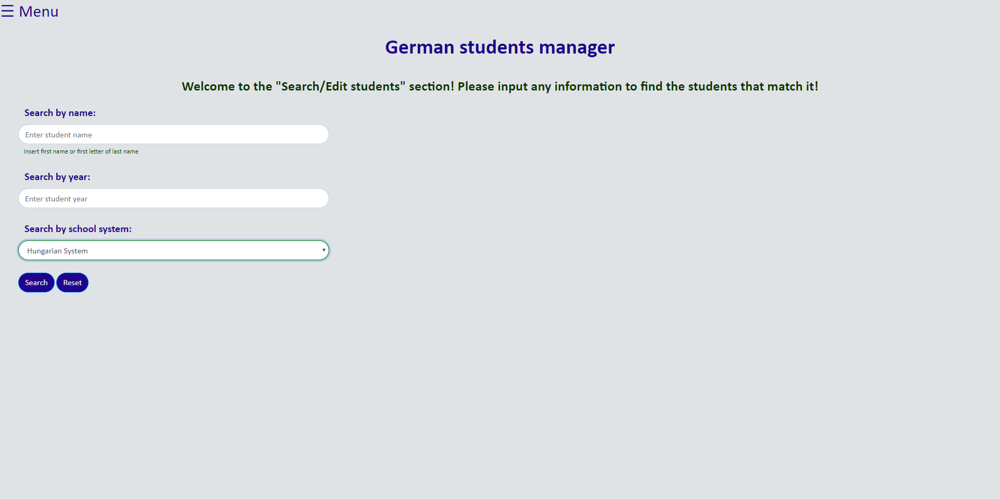 ☰ Menu
German students manager
Welcome to the "Search/Edit students" section! Please input any information to find the students that match it!
Search by name:
Enter student name
Insert first name or first letter of last name
Search by year:
Enter student year
Search by school system:
Hungarian System
Search Reset